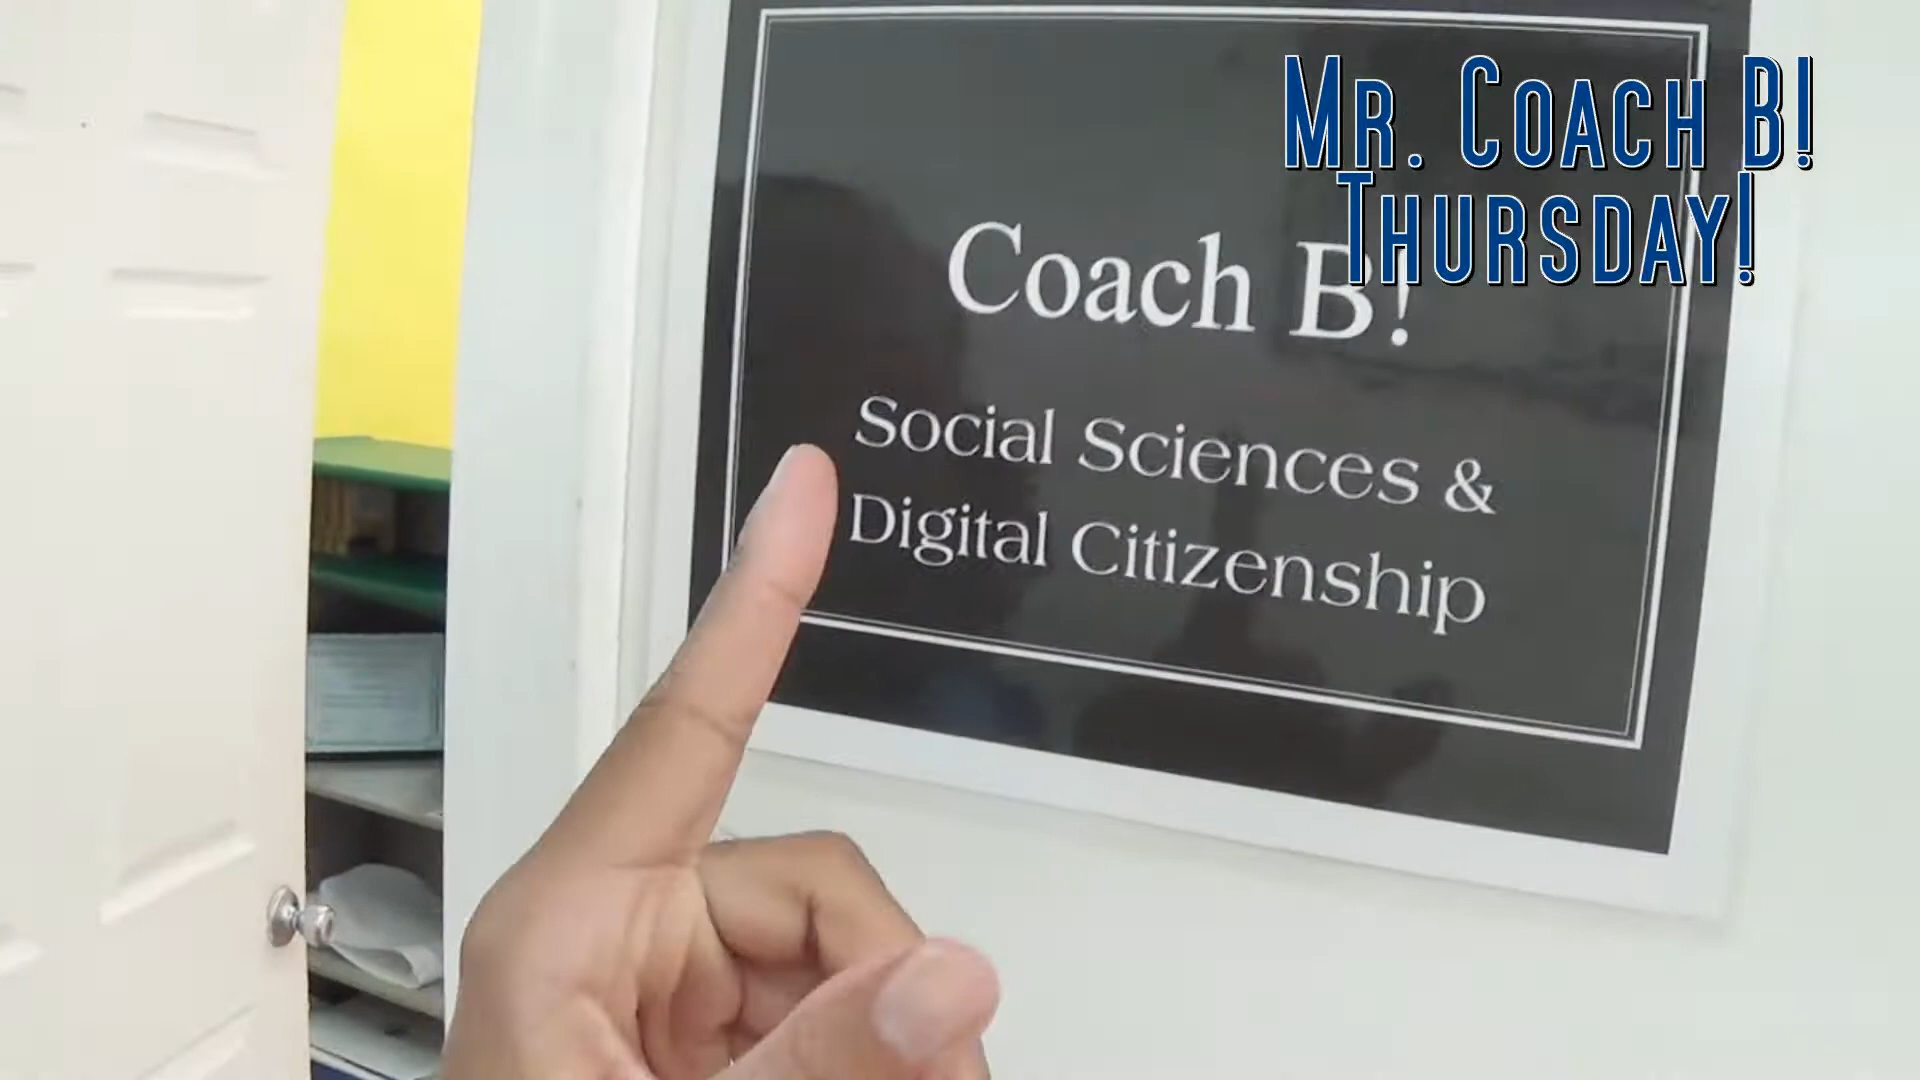 Mr. Coach B!
Thursday!
Coach B!
Social Sciences &
Digital Citizenship